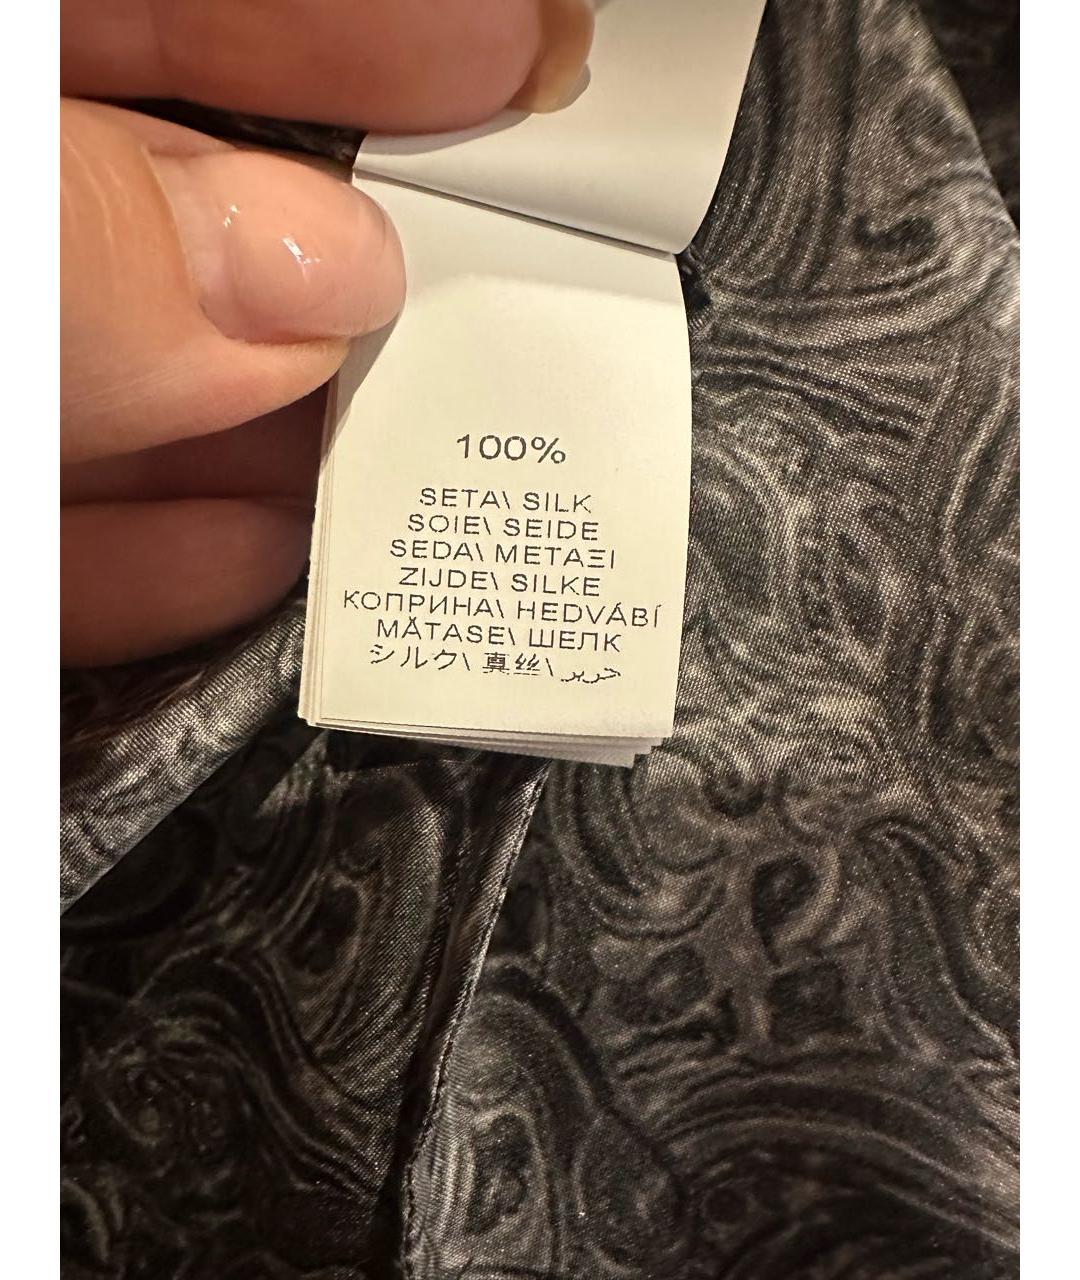 100%
SETA\ SILK
SOIE\ SEIDE
SEDA\ ΜΕΤΑΞΙ
ZIJDE\ SILKE
КОПРИНА\ HEDVÁBÍ
MĂTASE\ ШЕЛК
シルク\ 真丝\ حرير